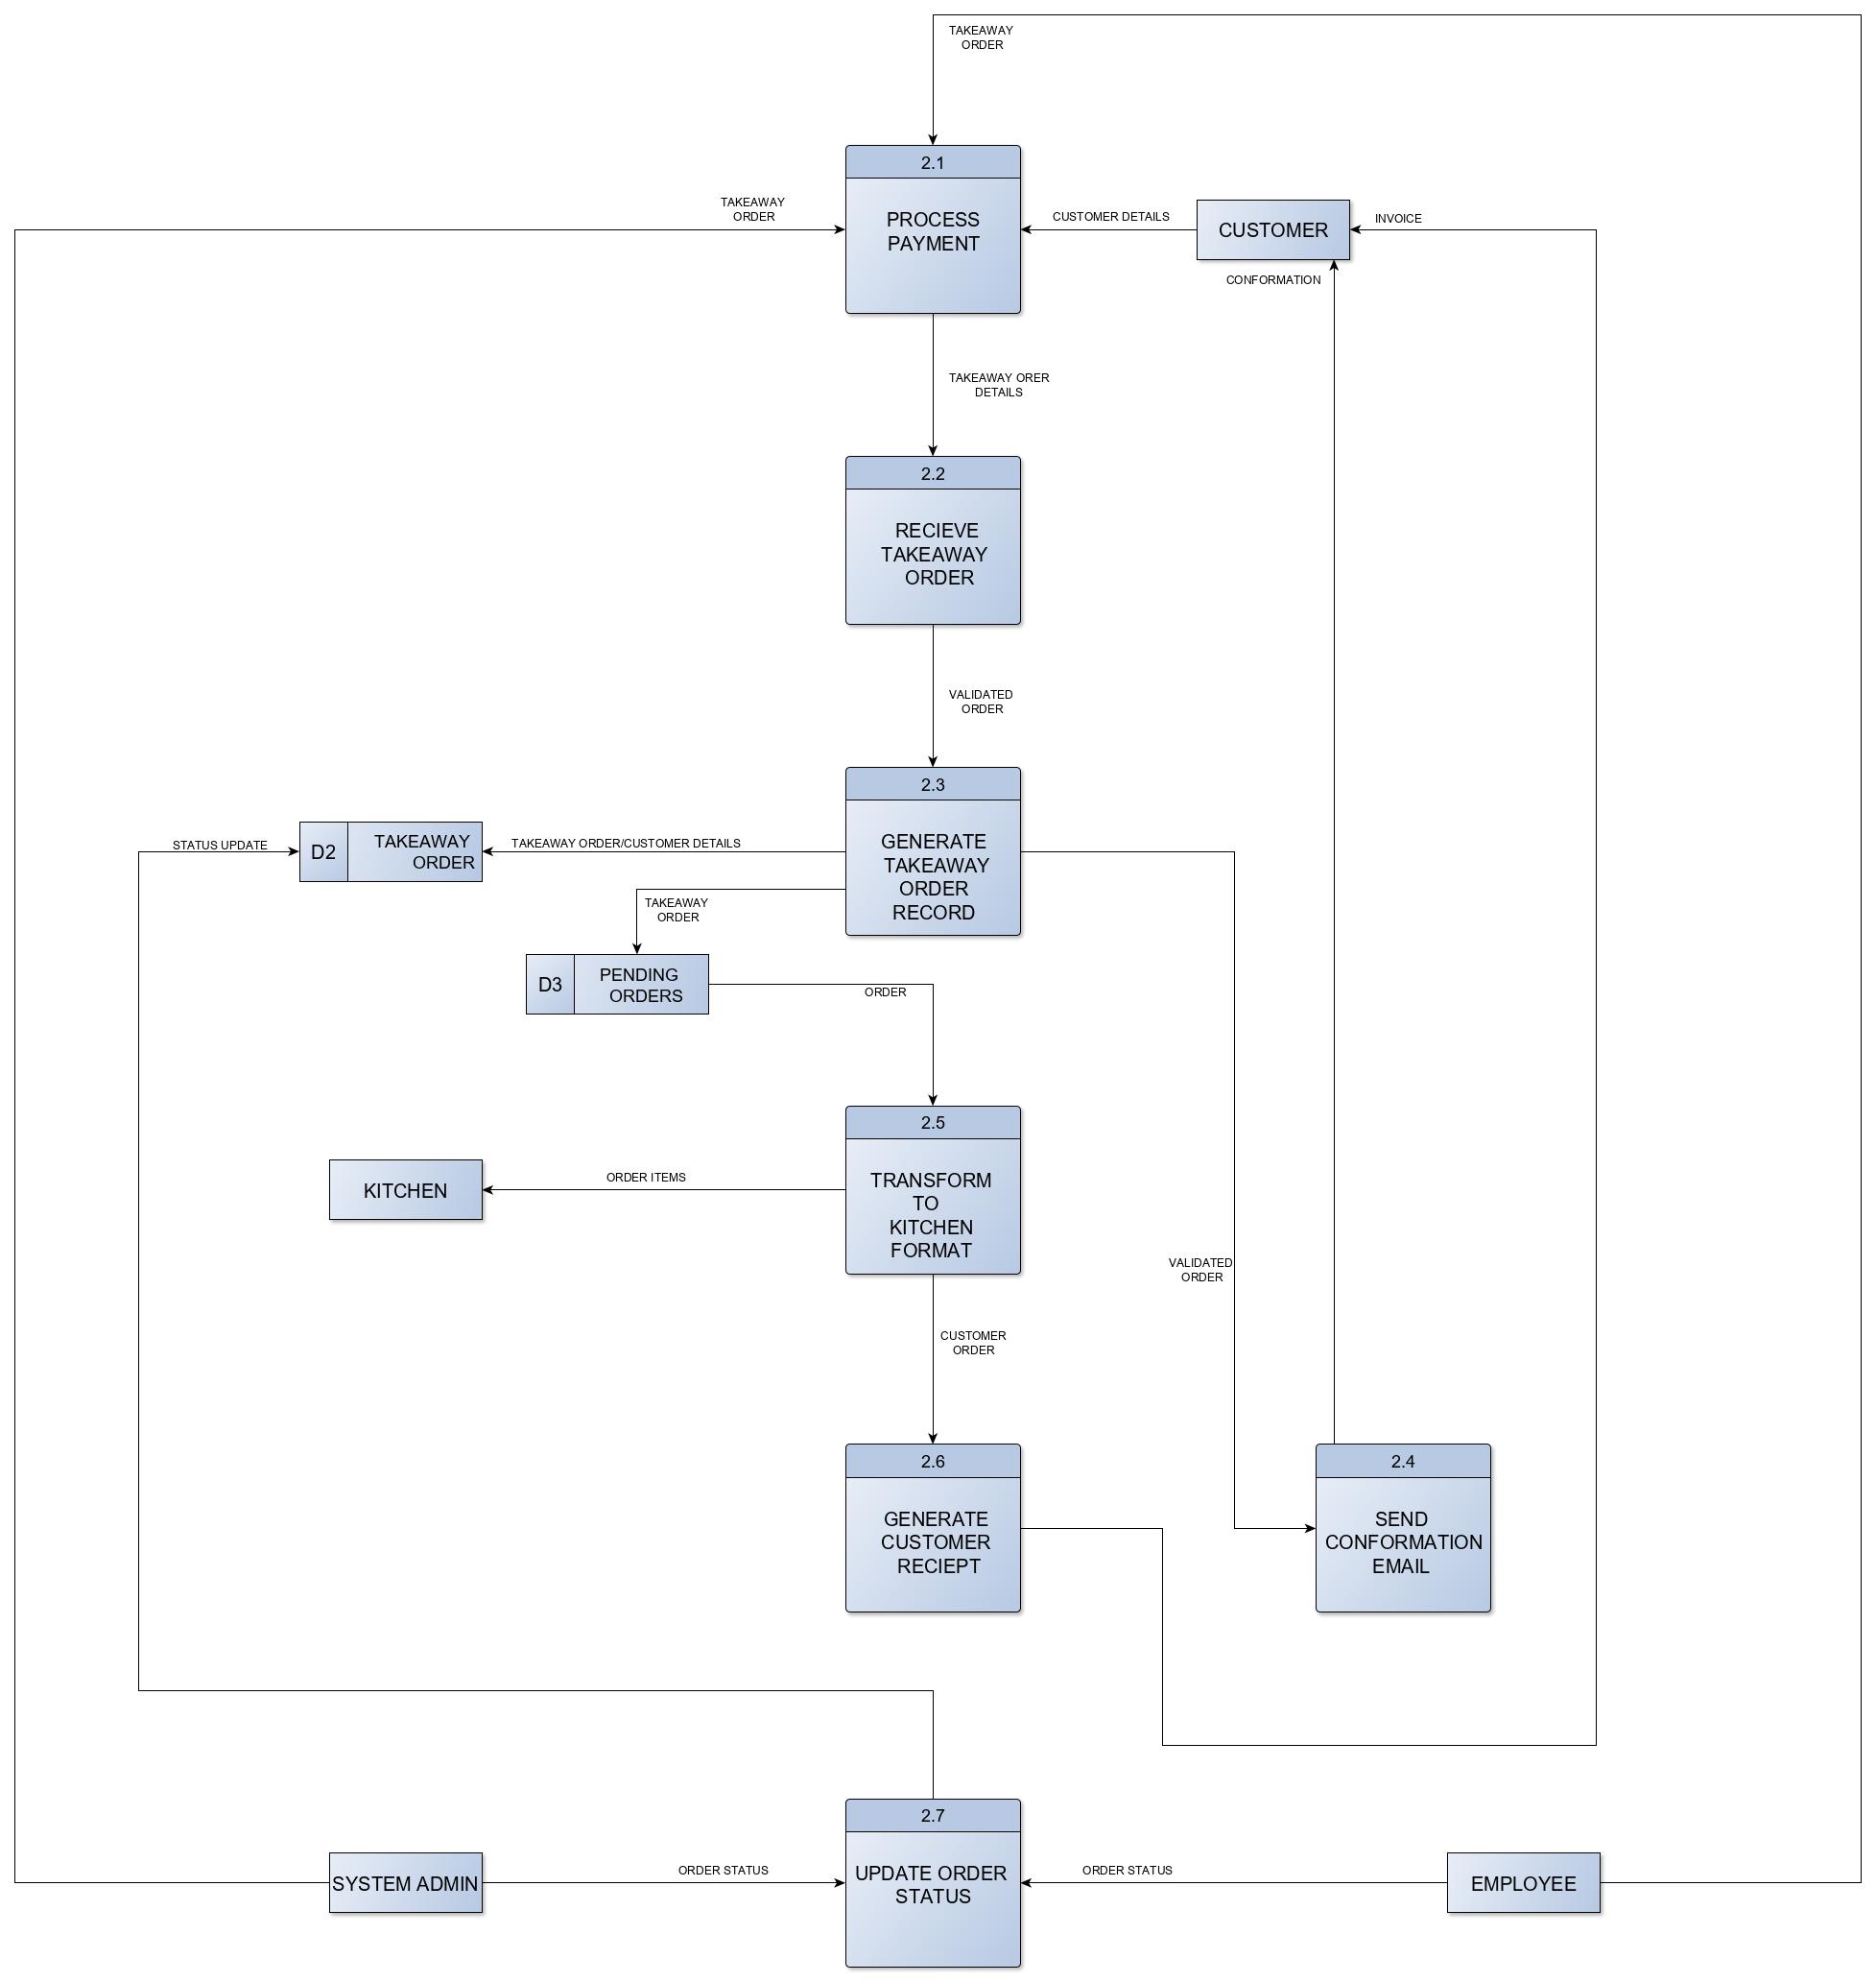 TAKEAWAY
ORDER
2.1
PROCESS
PAYMENT
TAKEAWAY
ORDER
CUSTOMER DETAILS
CUSTOMER
INVOICE
CONFORMATION
TAKEAWAY ORER
DETAILS
2.2
RECIEVE
TAKEAWAY
ORDER
VALIDATED
ORDER
2.3
GENERATE
TAKEAWAY
ORDER
RECORD
STATUS UPDATE
D2
TAKEAWAY
ORDER
TAKEAWAY ORDER/CUSTOMER DETAILS
TAKEAWAY
ORDER
D3
PENDING
ORDERS
ORDER
2.5
TRANSFORM
TO
KITCHEN
FORMAT
KITCHEN
ORDER ITEMS
VALIDATED
ORDER
CUSTOMER
ORDER
2.6
GENERATE
CUSTOMER
RECIEPT
2.4
SEND
CONFORMATION
EMAIL
2.7
UPDATE ORDER
STATUS
SYSTEM ADMIN
ORDER STATUS
ORDER STATUS
EMPLOYEE